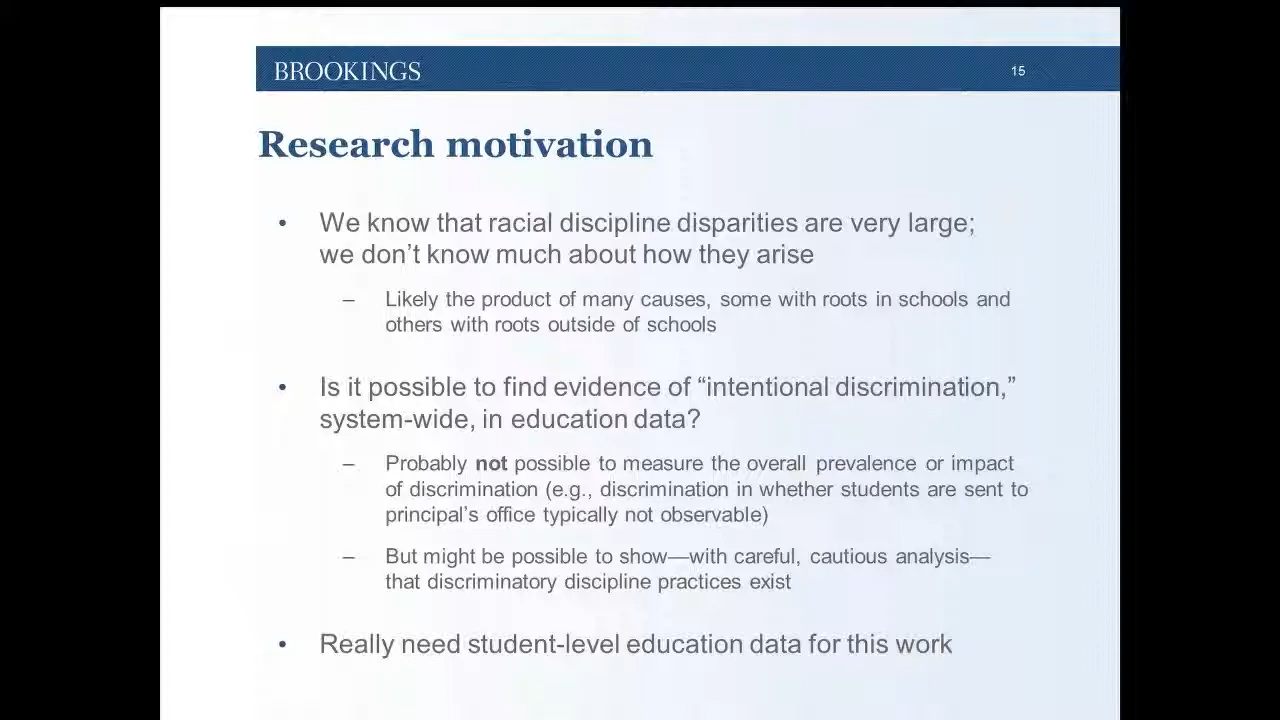 BROOKINGS
15
Research motivation
• We know that racial discipline disparities are very large;
we don’t know much about how they arise
– Likely the product of many causes, some with roots in schools and
others with roots outside of schools
• Is it possible to find evidence of “intentional discrimination,”
system-wide, in education data?
– Probably not possible to measure the overall prevalence or impact
of discrimination (e.g., discrimination in whether students are sent to
principal’s office typically not observable)
– But might be possible to show—with careful, cautious analysis—
that discriminatory discipline practices exist
• Really need student-level education data for this work